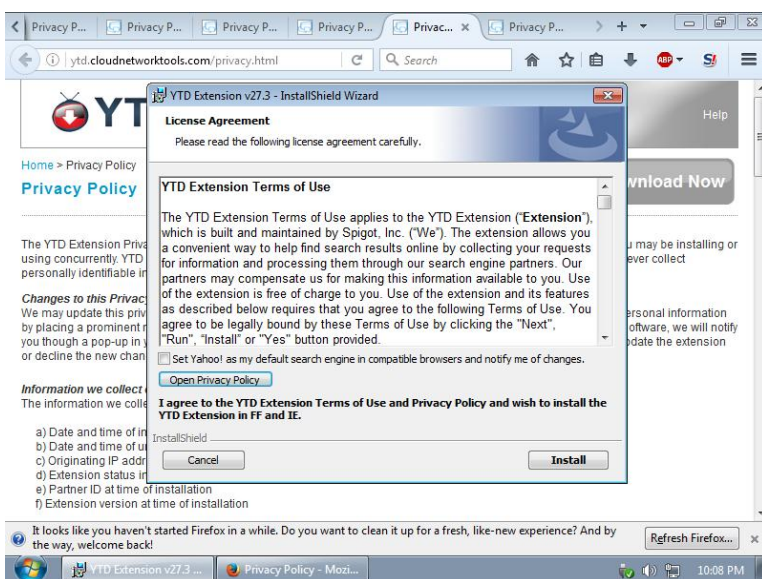 Privacy P...
Privacy P...
Privacy P...
Privacy P...
Privac...
Privacy P...
ytd.cloudnetworktools.com/privacy.html
Search
ABP
YT
Help
Home > Privacy Policy
Privacy Policy
wnload Now
The YTD Extension Priva
u may be installing or
using concurrently. YTD
ever collect
personally identifiable in
Changes to this Privac
We may update this priv
ersonal information
by placing a prominent n
oftware, we will notify
you though a pop-up in y
pdate the extension
or decline the new chan
Information we collect
The information we colle
a) Date and time of in
b) Date and time of un
c) Originating IP addr
d) Extension status in
e) Partner ID at time of installation
f) Extension version at time of installation
YTD Extension v27.3 - InstallShield Wizard
License Agreement
Please read the following license agreement carefully.
YTD Extension Terms of Use
The YTD Extension Terms of Use applies to the YTD Extension (“Extension”),
which is built and maintained by Spigot, Inc. (“We”). The extension allows you
a convenient way to help find search results online by collecting your requests
for information and processing them through our search engine partners. Our
partners may compensate us for making this information available to you. Use
of the extension is free of charge to you. Use of the extension and its features
as described below requires that you agree to the following Terms of Use. You
agree to be legally bound by these Terms of Use by clicking the "Next",
"Run", “Install” or "Yes" button provided.
Set Yahoo! as my default search engine in compatible browsers and notify me of changes.
Open Privacy Policy
I agree to the YTD Extension Terms of Use and Privacy Policy and wish to install the
YTD Extension in FF and IE.
InstallShield
Cancel
Install
It looks like you haven't started Firefox in a while. Do you want to clean it up for a fresh, like-new experience? And by
the way, welcome back!
Refresh Firefox...
YTD Extension v27.3 ...
Privacy Policy - Mozi...
10:08 PM